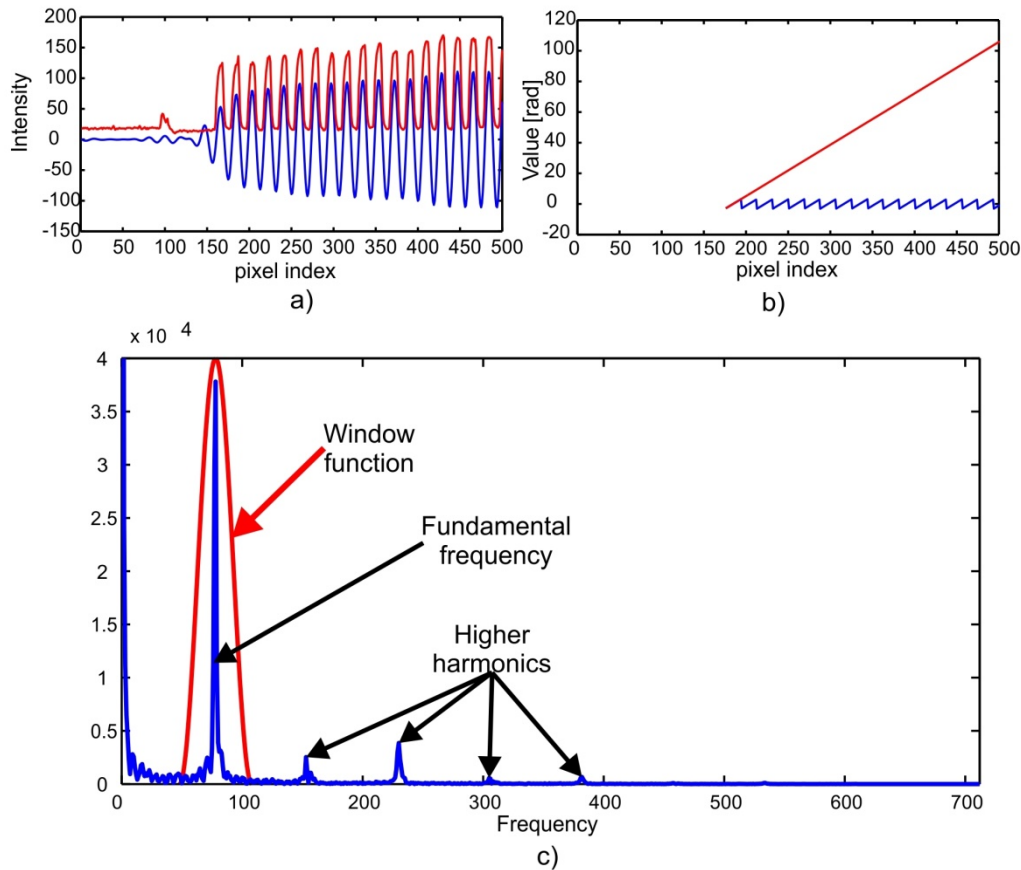 200
150
100
50
0
-50
-100
-150
Intensity
0 50 100 150 200 250 300 350 400 450 500
pixel index
a)
120
100
80
60
40
20
0
-20
Value [rad]
0 50 100 150 200 250 300 350 400 450 500
pixel index
b)
x 10 4
4
3.5
3
2.5
2
1.5
1
0.5
0
Window
function
Fundamental
frequency
Higher
harmonics
0 100 200 300 400 500 600 700
Frequency
c)